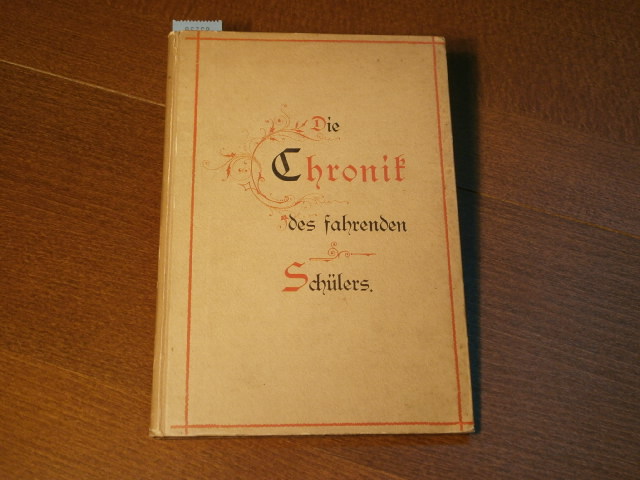 Die
Chronik
des fahrenden
Schülers.